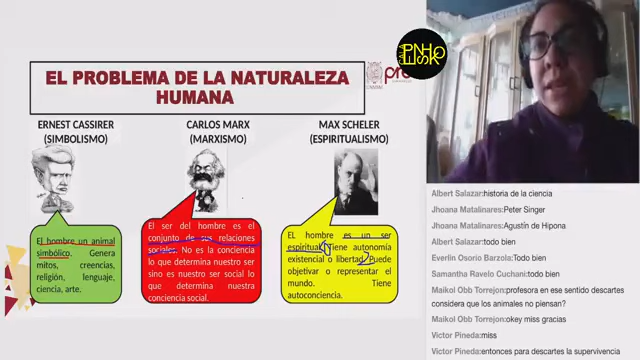 EL PROBLEMA DE LA NATURALEZA
HUMANA
pre
ERNEST CASSIRER
(SIMBOLISMO)
El hombre un animal
simbólico. Genera
mitos, creencias,
religión, lenguaje,
ciencia, arte.
CARLOS MARX
(MARXISMO)
El ser del hombre es el
conjunto de sus relaciones
sociales. No es la conciencia
lo que determina nuestro ser
sino es nuestro ser social lo
que determina nuestra
conciencia social.
MAX SCHELER
(ESPIRITUALISMO)
El hombre es un ser
espiritual. Tiene autonomía
existencial o libertad. Puede
objetivar o representar el
mundo. Tiene
autoconciencia.
Albert Salazar:historia de la ciencia
Jhoana Matalinares:Peter Singer
Jhoana Matalinares:Agustín de Hipona
Albert Salazar:todo bien
Everlin Osorio Barzola:Todo bien
Samantha Ravelo Cuchani:todo bien
Maikol Obb Torrejon:profesora en ese sentido descartes
considera que los animales no piensan?
Maikol Obb Torrejon:okey miss gracias
Victor Pineda:miss
Victor Pineda:entonces para descartes la supervivencia